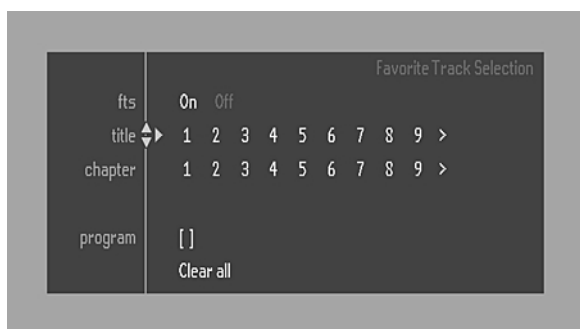 Favorite Track Selection
fts On Off
title 1 2 3 4 5 6 7 8 9 >
chapter 1 2 3 4 5 6 7 8 9 >
program [ ]
Clear all